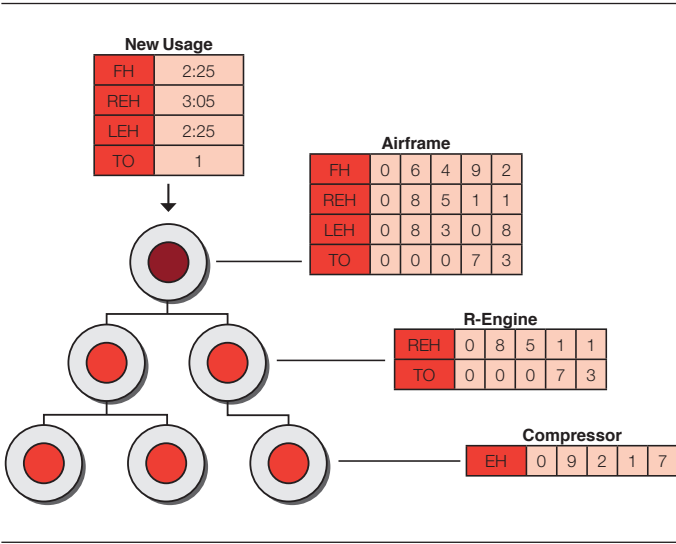 New Usage
FH 2:25
REH 3:05
LEH 2:25
TO 1
Airframe
FH 0 6 4 9 2
REH 0 8 5 1 1
LEH 0 8 3 0 8
TO 0 0 0 7 3
R-Engine
REH 0 8 5 1 1
TO 0 0 0 7 3
Compressor
EH 0 9 2 1 7